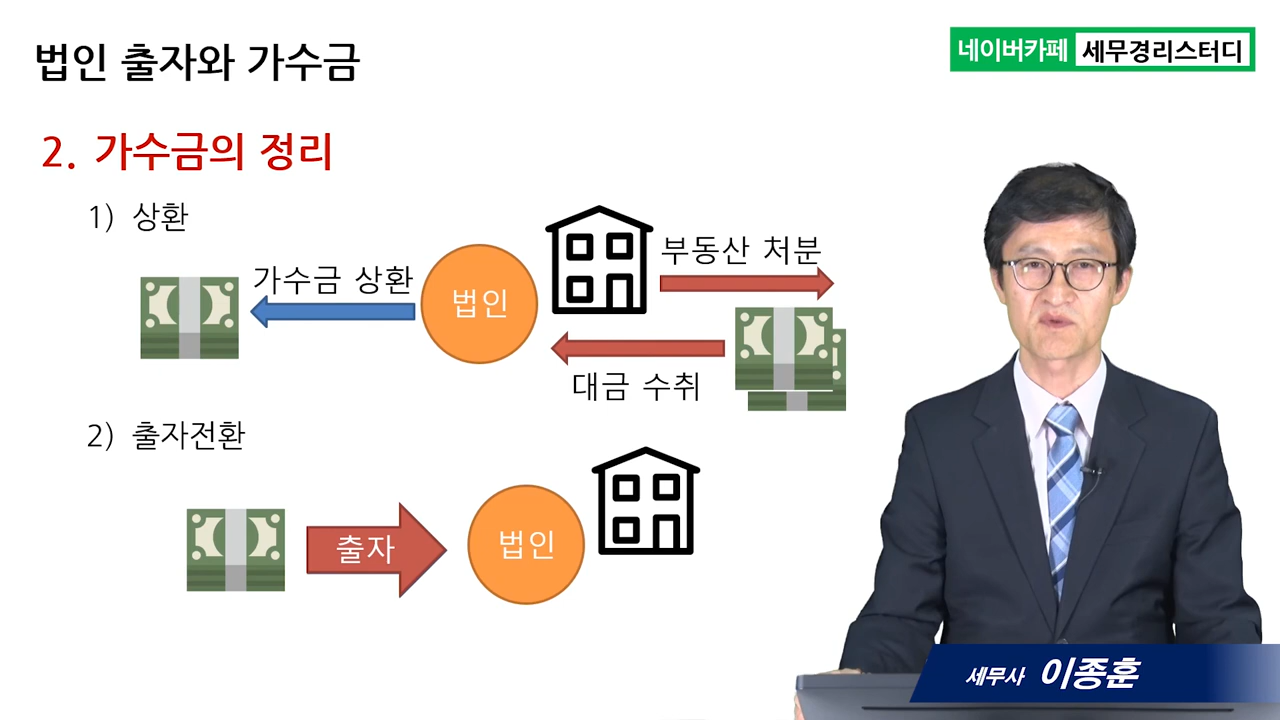 법인 출자와 가수금
네이버카페 세무경리스터디
2. 가수금의 정리
1) 상환
가수금 상환
법인
부동산 처분
대금 수취
2) 출자전환
출자
법인
세무사 이종훈